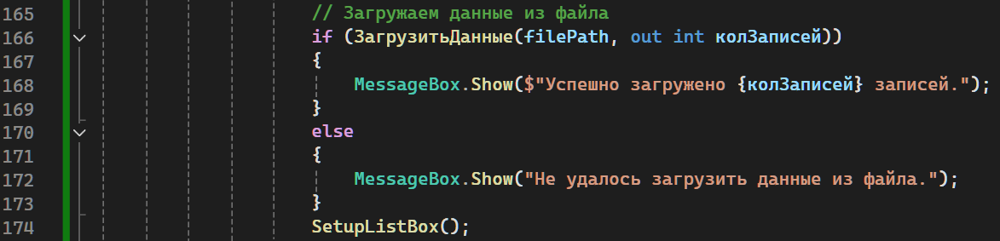 165 // Загружаем данные из файла
166 if (ЗагрузитьДанные(filePath, out int колЗаписей))
167 {
168 MessageBox.Show($"Успешно загружено {колЗаписей} записей.");
169 }
170 else
171 {
172 MessageBox.Show("Не удалось загрузить данные из файла.");
173 }
174 SetupListBox();